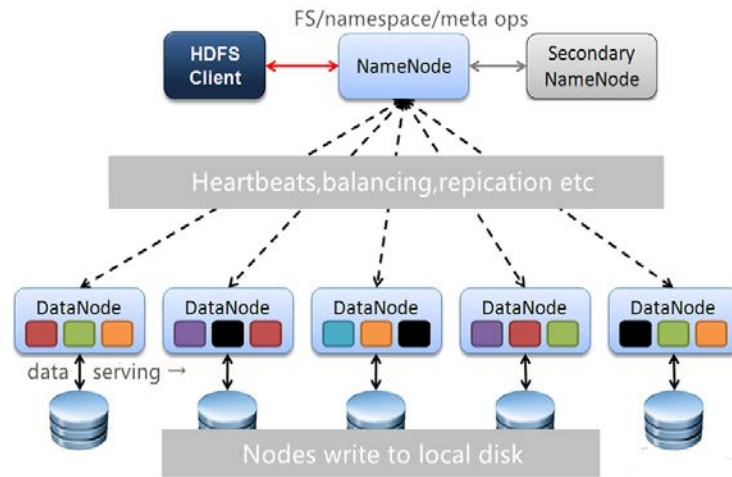 FS/namespace/meta ops
HDFS
Client
NameNode
Secondary
NameNode
Heartbeats,balancing,repication etc
DataNode
DataNode
DataNode
DataNode
DataNode
data serving →
Nodes write to local disk